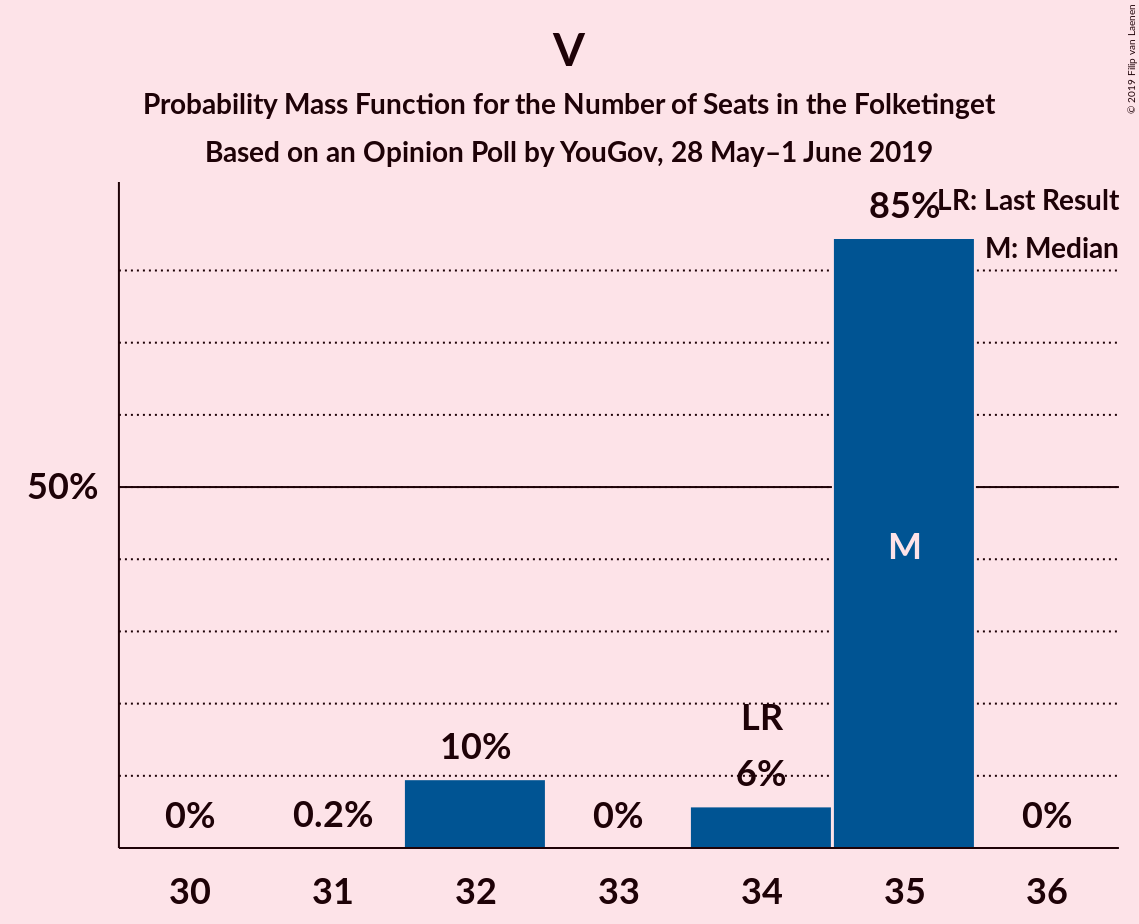 V
Probability Mass Function for the Number of Seats in the Folketinget
Based on an Opinion Poll by YouGov, 28 May–1 June 2019
© 2019 Filip van Laenen
LR: Last Result
M: Median
50%
0%
0.2%
10%
0%
LR
6%
85%
M
0%
30 31 32 33 34 35 36